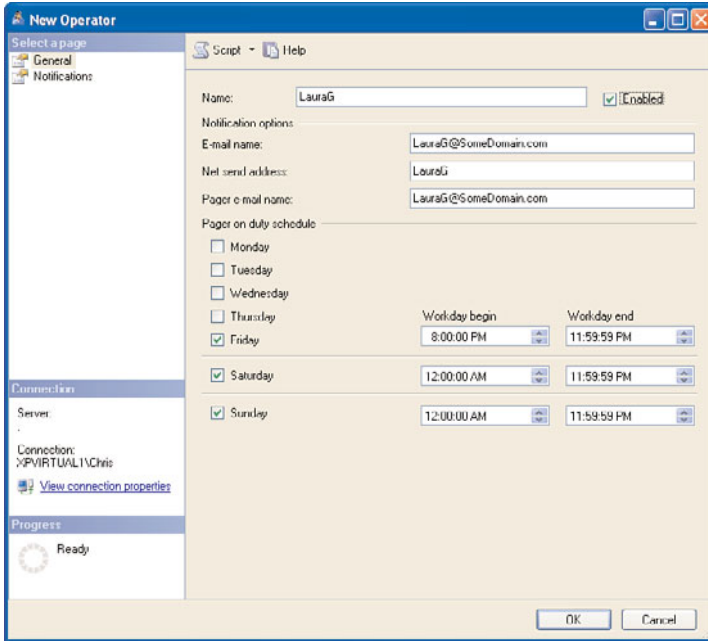 New Operator
Select a page
General
Notifications
Script
Help
Name:
LauraG
Enabled
Notification options
E-mail name:
LauraG@SomeDomain.com
Net send address:
LauraG
Pager e-mail name:
LauraG@SomeDomain.com
Pager on duty schedule
Monday
Tuesday
Wednesday
Thursday
Workday begin
Workday end
Friday
8:00:00 PM
11:59:59 PM
Saturday
12:00:00 AM
11:59:59 PM
Sunday
12:00:00 AM
11:59:59 PM
Connection
Server:
.
Connection:
XPVIRTUAL1\Chris
View connection properties
Progress
Ready
OK
Cancel